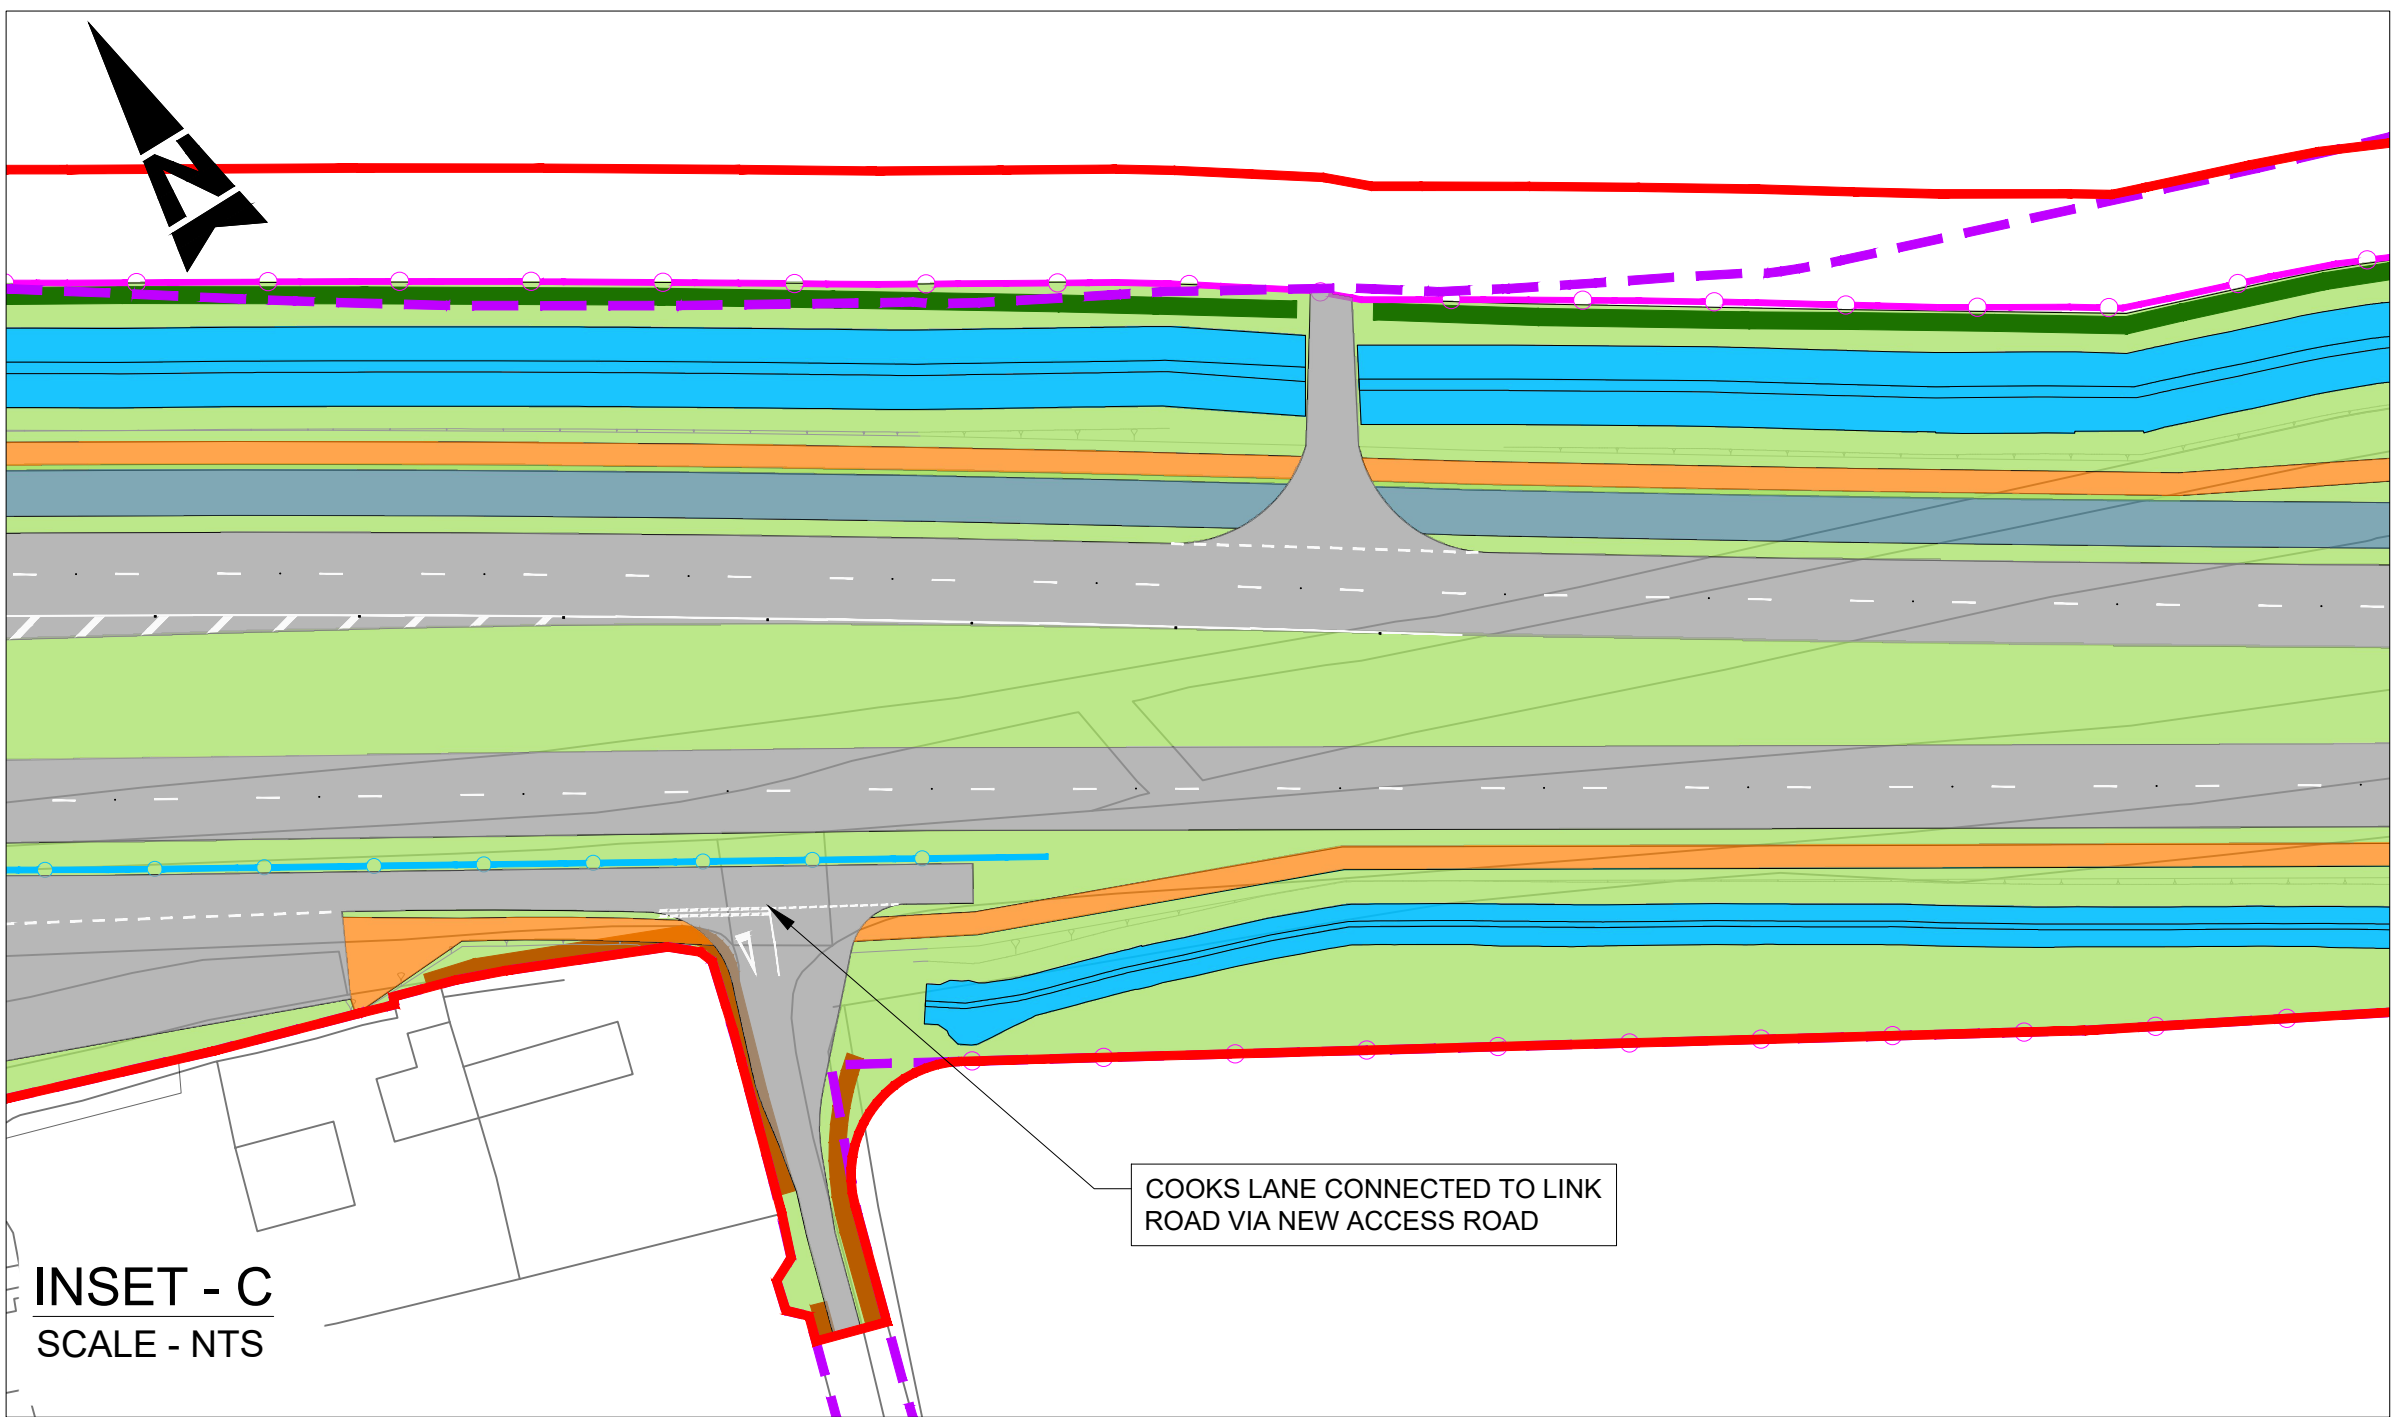 N
COOKS LANE CONNECTED TO LINK
ROAD VIA NEW ACCESS ROAD
INSET - C
SCALE - NTS